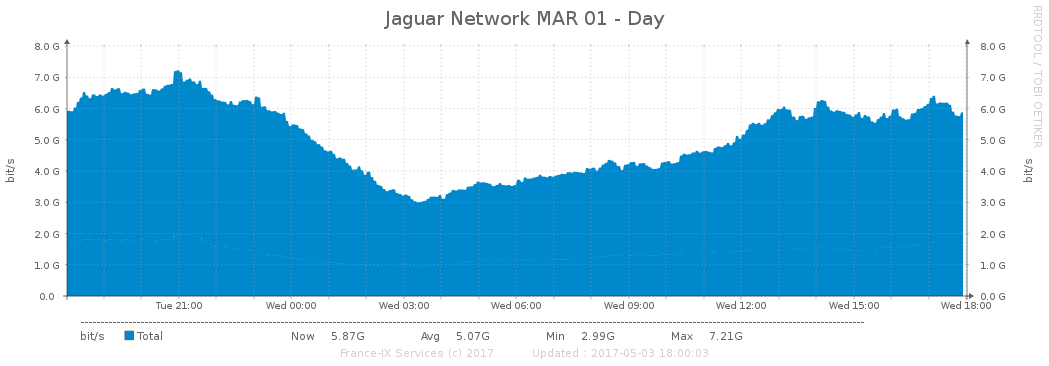 Jaguar Network MAR 01 - Day
RRDTOOL / TOBI OETIKER
bit/s
8.0 G
7.0 G
6.0 G
5.0 G
4.0 G
3.0 G
2.0 G
1.0 G
0.0
8.0 G
7.0 G
6.0 G
5.0 G
4.0 G
3.0 G
2.0 G
1.0 G
0.0 G
bit/s
Tue 21:00 Wed 00:00 Wed 03:00 Wed 06:00 Wed 09:00 Wed 12:00 Wed 15:00 Wed 18:00
bit/s Total Now 5.87G Avg 5.07G Min 2.99G Max 7.21G
France-IX Services (c) 2017 Updated : 2017-05-03 18:00:03